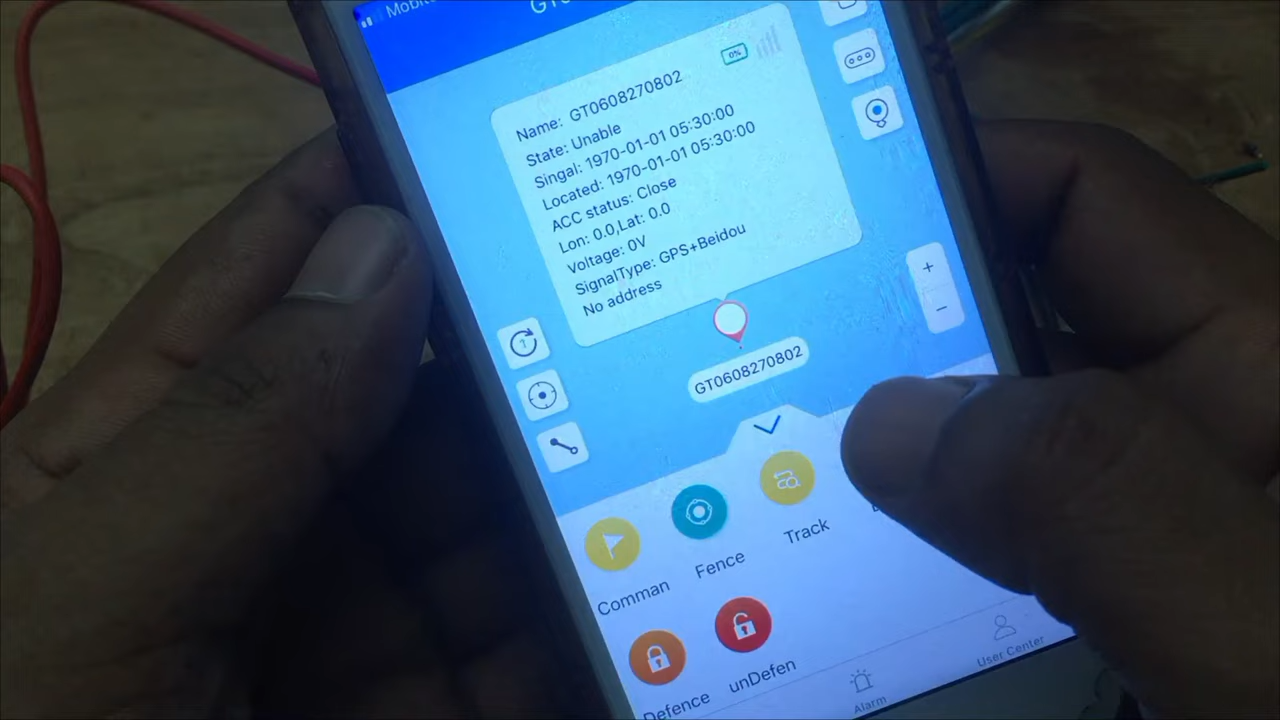 GT0
0%
Name: GT0608270802
State: Unable
Singal: 1970-01-01 05:30:00
Located: 1970-01-01 05:30:00
ACC status: Close
Lon: 0.0,Lat: 0.0
Voltage: 0V
SignalType: GPS+Beidou
No address
+
−
GT0608270802
Comman
Fence
Track
Defence
unDefen
Alarm
User Center